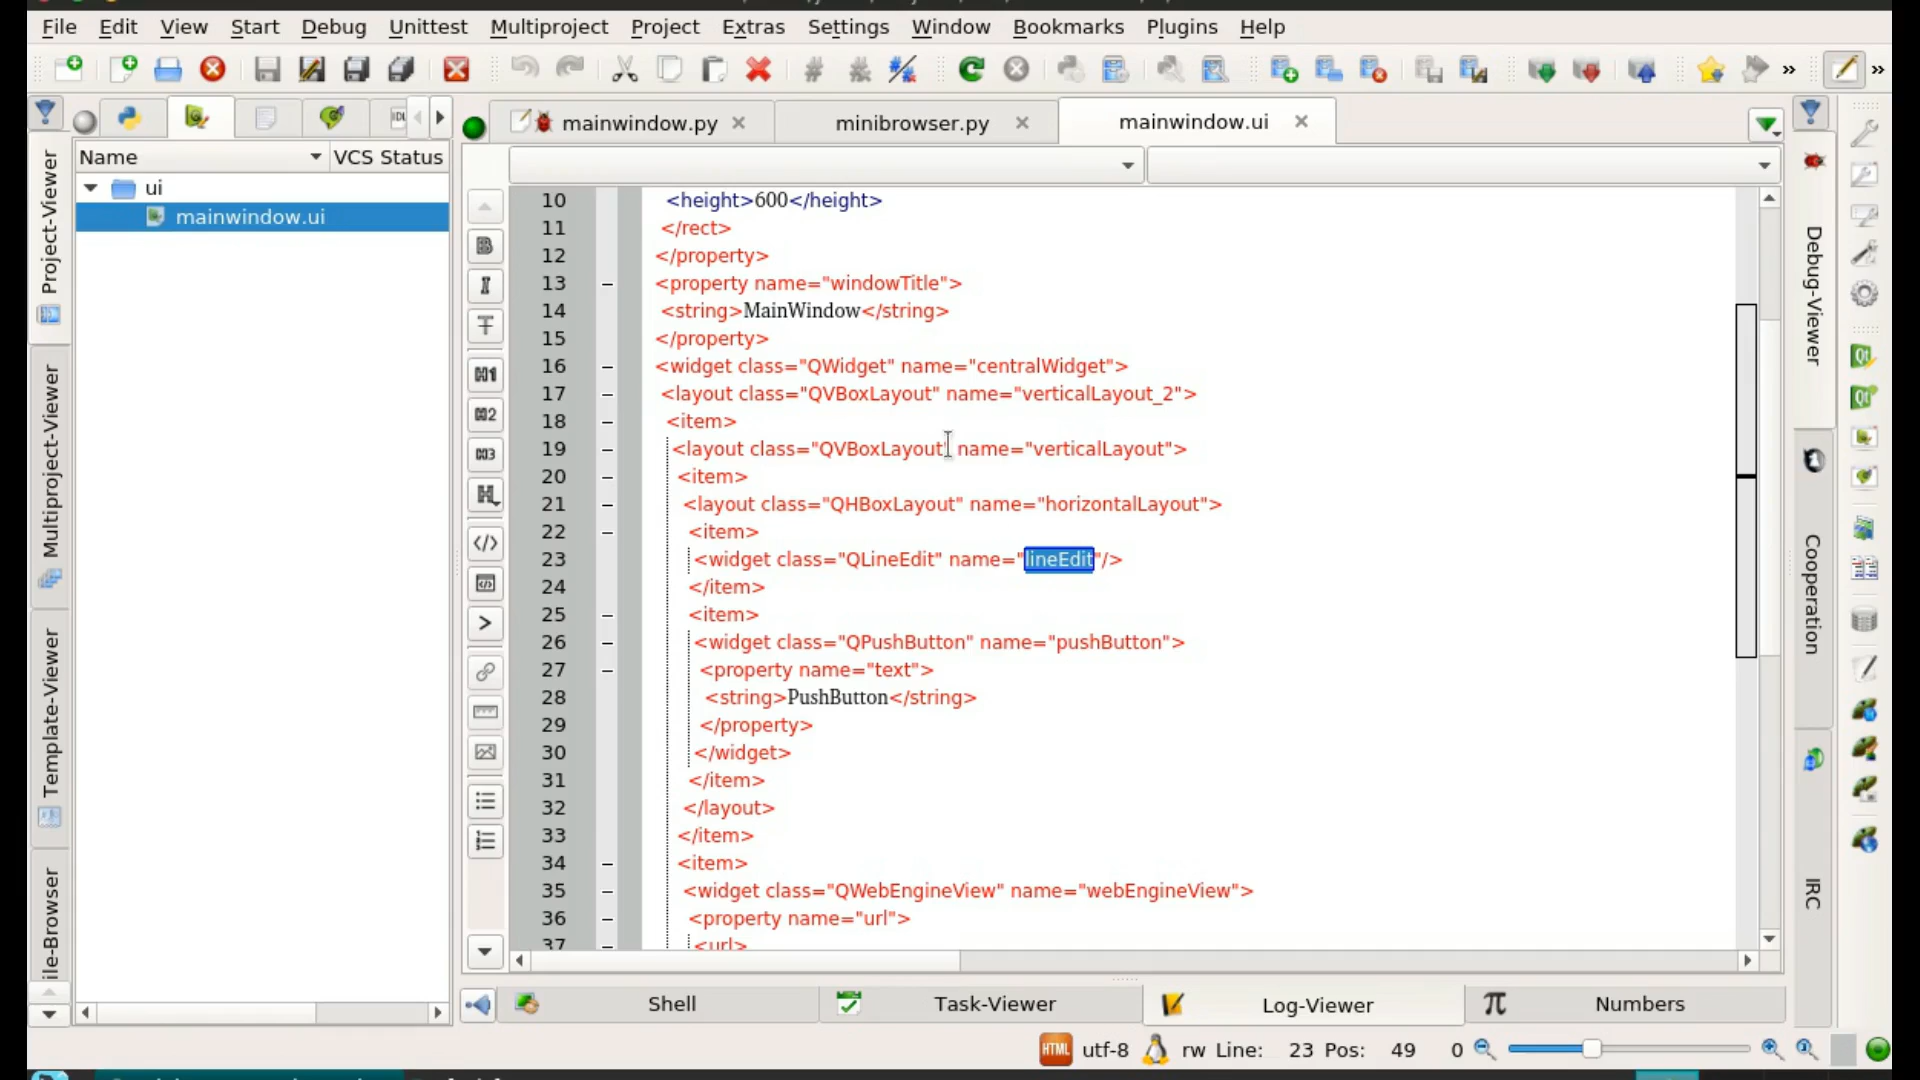 File Edit View Start Debug Unittest Multiproject Project Extras Settings Window Bookmarks Plugins Help
mainwindow.py minibrowser.py mainwindow.ui
Name VCS Status
ui
mainwindow.ui
Project-Viewer
Multiproject-Viewer
Template-Viewer
ile-Browser
10 <height>600</height>
11 </rect>
12 </property>
13 <property name="windowTitle">
14 <string>MainWindow</string>
15 </property>
16 <widget class="QWidget" name="centralWidget">
17 <layout class="QVBoxLayout" name="verticalLayout_2">
18 <item>
19 <layout class="QVBoxLayout" name="verticalLayout">
20 <item>
21 <layout class="QHBoxLayout" name="horizontalLayout">
22 <item>
23 <widget class="QLineEdit" name="lineEdit"/>
24 </item>
25 <item>
26 <widget class="QPushButton" name="pushButton">
27 <property name="text">
28 <string>PushButton</string>
29 </property>
30 </widget>
31 </item>
32 </layout>
33 </item>
34 <item>
35 <widget class="QWebEngineView" name="webEngineView">
36 <property name="url">
37 <url>
Debug-Viewer
Cooperation
IRC
Shell Task-Viewer Log-Viewer Numbers
HTML utf-8 rw Line: 23 Pos: 49 0